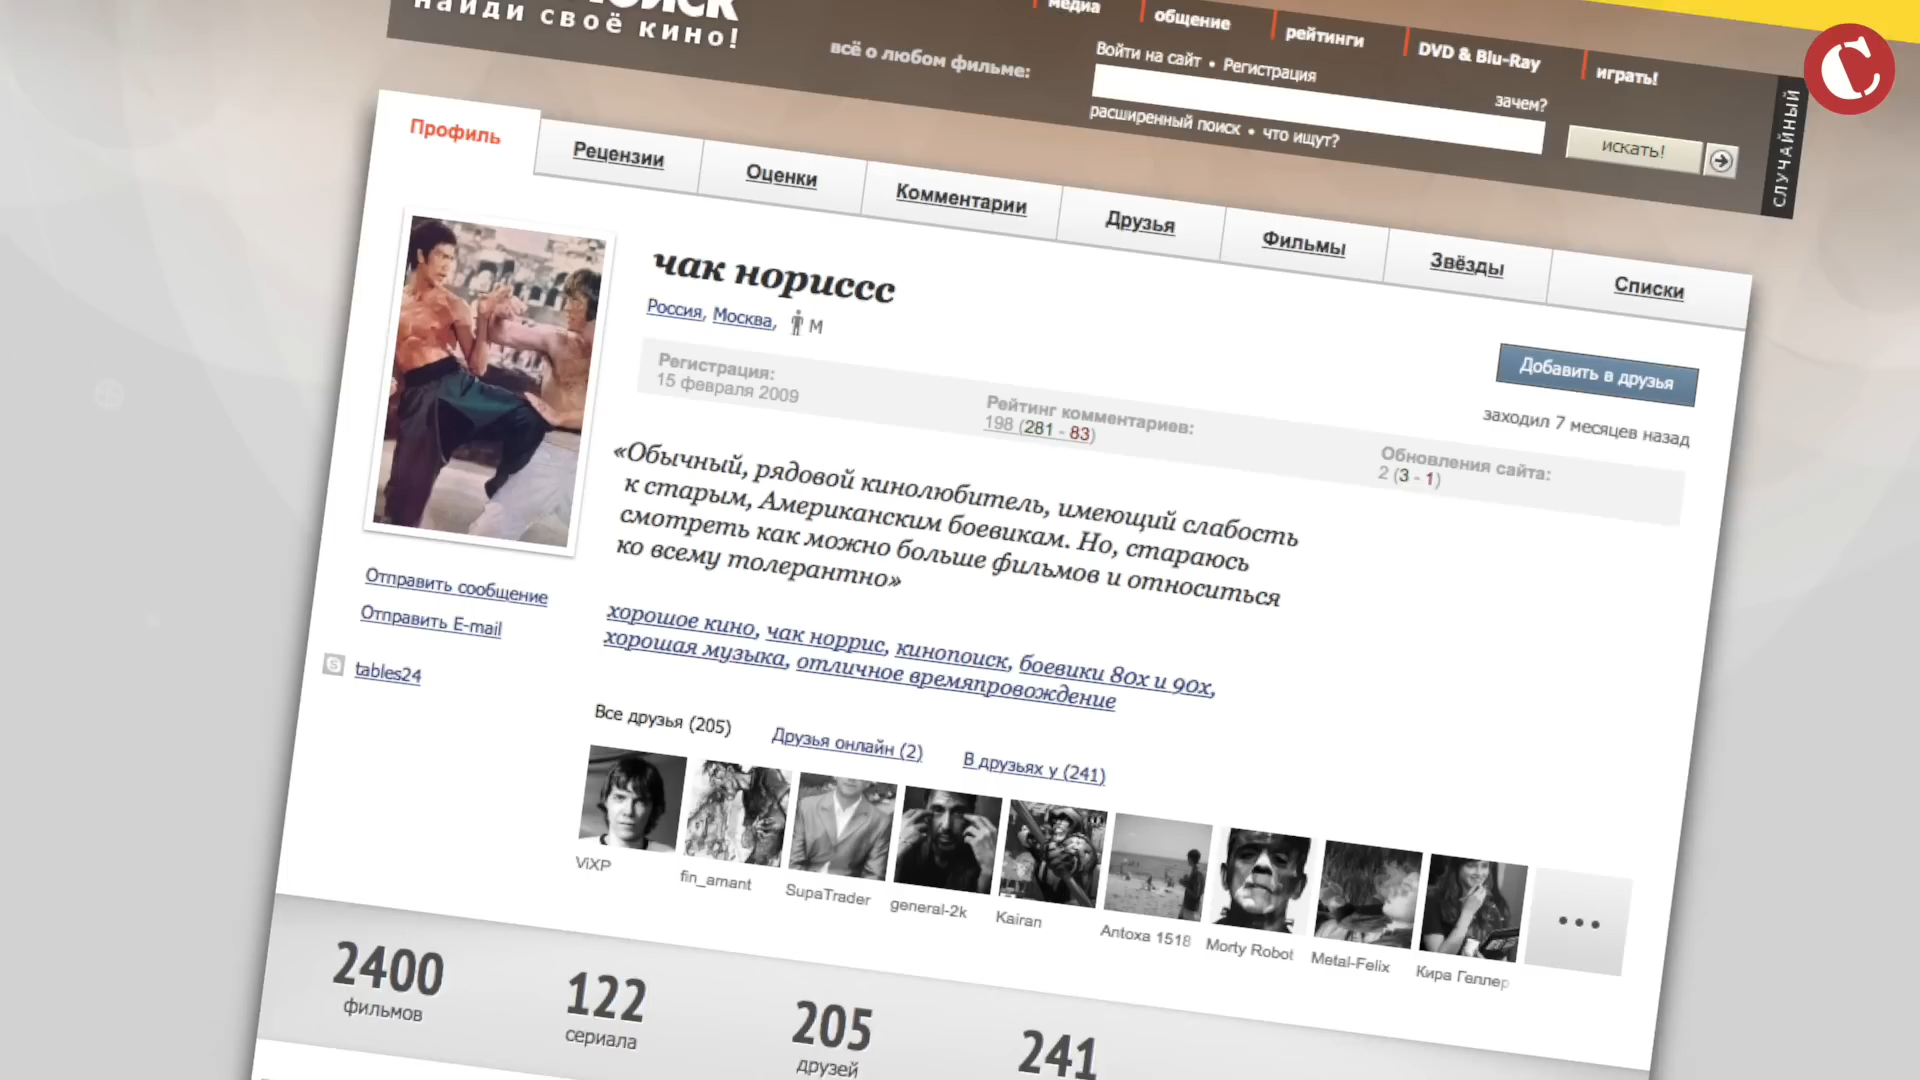 найди своё кино!
всё о любом фильме:
медиа
общение
рейтинги
DVD & Blu-Ray
играть!
Войти на сайт • Регистрация
зачем?
расширенный поиск • что ищут?
искать!
СЛУЧАЙНЫЙ
Профиль
Рецензии
Оценки
Комментарии
Друзья
Фильмы
Звёзды
Списки
чак нориссс
Россия, Москва, М
Добавить в друзья
заходил 7 месяцев назад
Регистрация:
15 февраля 2009
Рейтинг комментариев:
198 (281 - 83)
Обновления сайта:
2 (3 - 1)
«Обычный, рядовой кинолюбитель, имеющий слабость
к старым, Американским боевикам. Но, стараюсь
смотреть как можно больше фильмов и относиться
ко всему толерантно»
Отправить сообщение
Отправить E-mail
tables24
хорошое кино, чак норрис, кинопоиск, боевики 80х и 90х,
хорошая музыка, отличное времяпровождение
Все друзья (205)
Друзья онлайн (2)
В друзьях у (241)
ViXP
fin_amant
SupaTrader
general-2k
Kairan
Antoxa 1518
Morty Robot
Metal-Felix
Кира Геллер
2400
фильмов
122
сериала
205
друзей
241